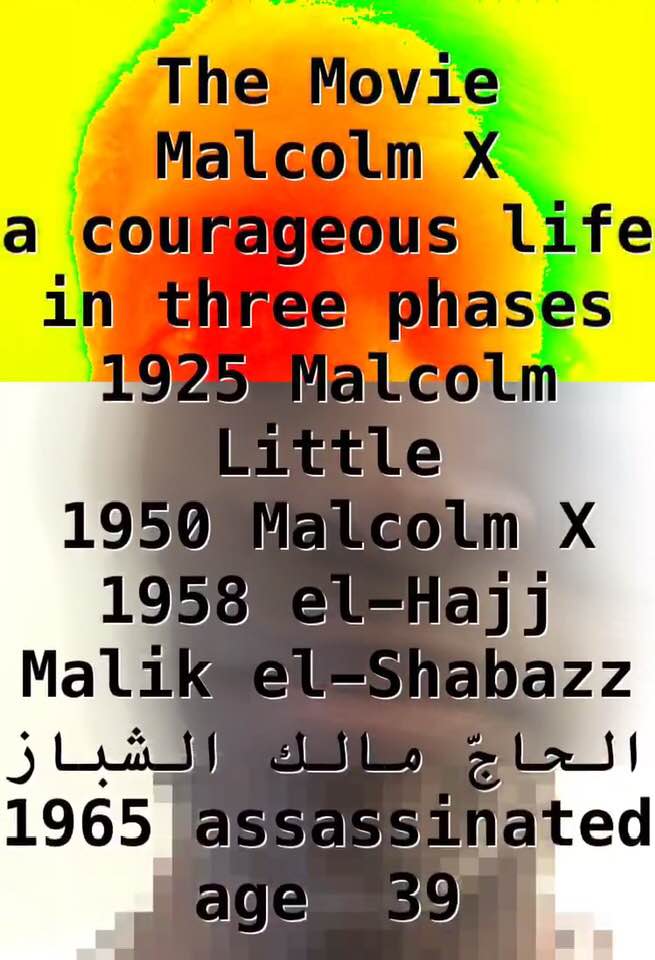 The Movie
Malcolm X
a courageous life
in three phases
1925 Malcolm
Little
1950 Malcolm X
1958 el–Hajj
Malik el–Shabazz
الحاجّ مالك الشباز
1965 assassinated
age 39